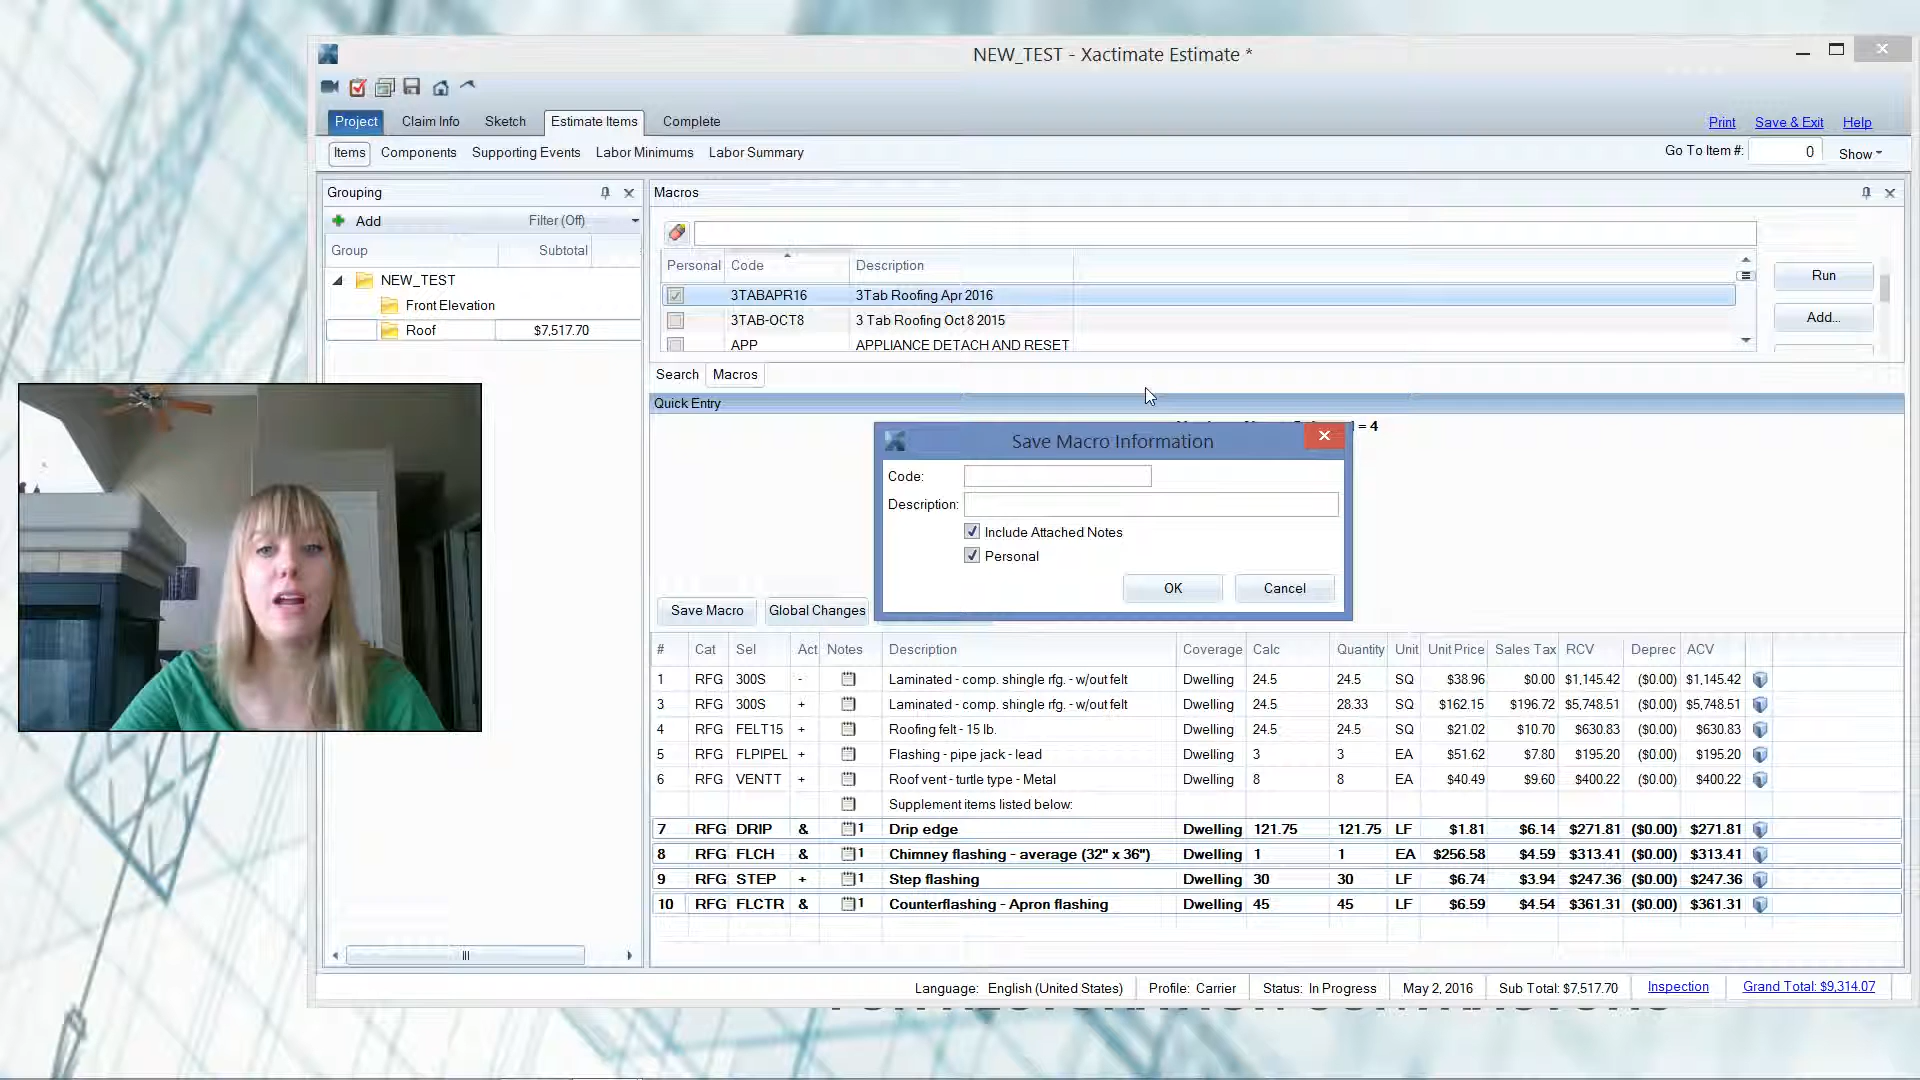 NEW_TEST - Xactimate Estimate *
Project Claim Info Sketch Estimate Items Complete Print Save & Exit Help
Items Components Supporting Events Labor Minimums Labor Summary Go To Item #: 0 Show
Grouping
Add Filter (Off)
Group Subtotal
NEW_TEST
Front Elevation
Roof $7,517.70
Macros
Personal Code Description
3TABAPR16 3Tab Roofing Apr 2016
3TAB-OCT8 3 Tab Roofing Oct 8 2015
APP APPLIANCE DETACH AND RESET
Run
Add...
Search Macros
Quick Entry
= 4
Save Macro Information
Code:
Description:
Include Attached Notes
Personal
OK Cancel
Save Macro Global Changes
# Cat Sel Act Notes Description Coverage Calc Quantity Unit Unit Price Sales Tax RCV Deprec ACV
1 RFG 300S - Laminated - comp. shingle rfg. - w/out felt Dwelling 24.5 24.5 SQ $38.96 $0.00 $1,145.42 ($0.00) $1,145.42
3 RFG 300S + Laminated - comp. shingle rfg. - w/out felt Dwelling 24.5 28.33 SQ $162.15 $196.72 $5,748.51 ($0.00) $5,748.51
4 RFG FELT15 + Roofing felt - 15 lb. Dwelling 24.5 24.5 SQ $21.02 $10.70 $630.83 ($0.00) $630.83
5 RFG FLPIPEL + Flashing - pipe jack - lead Dwelling 3 3 EA $51.62 $7.80 $195.20 ($0.00) $195.20
6 RFG VENTT + Roof vent - turtle type - Metal Dwelling 8 8 EA $40.49 $9.60 $400.22 ($0.00) $400.22
Supplement items listed below:
7 RFG DRIP & 1 Drip edge Dwelling 121.75 121.75 LF $1.81 $6.14 $271.81 ($0.00) $271.81
8 RFG FLCH & 1 Chimney flashing - average (32" x 36") Dwelling 1 1 EA $256.58 $4.59 $313.41 ($0.00) $313.41
9 RFG STEP + 1 Step flashing Dwelling 30 30 LF $6.74 $3.94 $247.36 ($0.00) $247.36
10 RFG FLCTR & 1 Counterflashing - Apron flashing Dwelling 45 45 LF $6.59 $4.54 $361.31 ($0.00) $361.31
Language: English (United States) Profile: Carrier Status: In Progress May 2, 2016 Sub Total: $7,517.70 Inspection Grand Total: $9,314.07